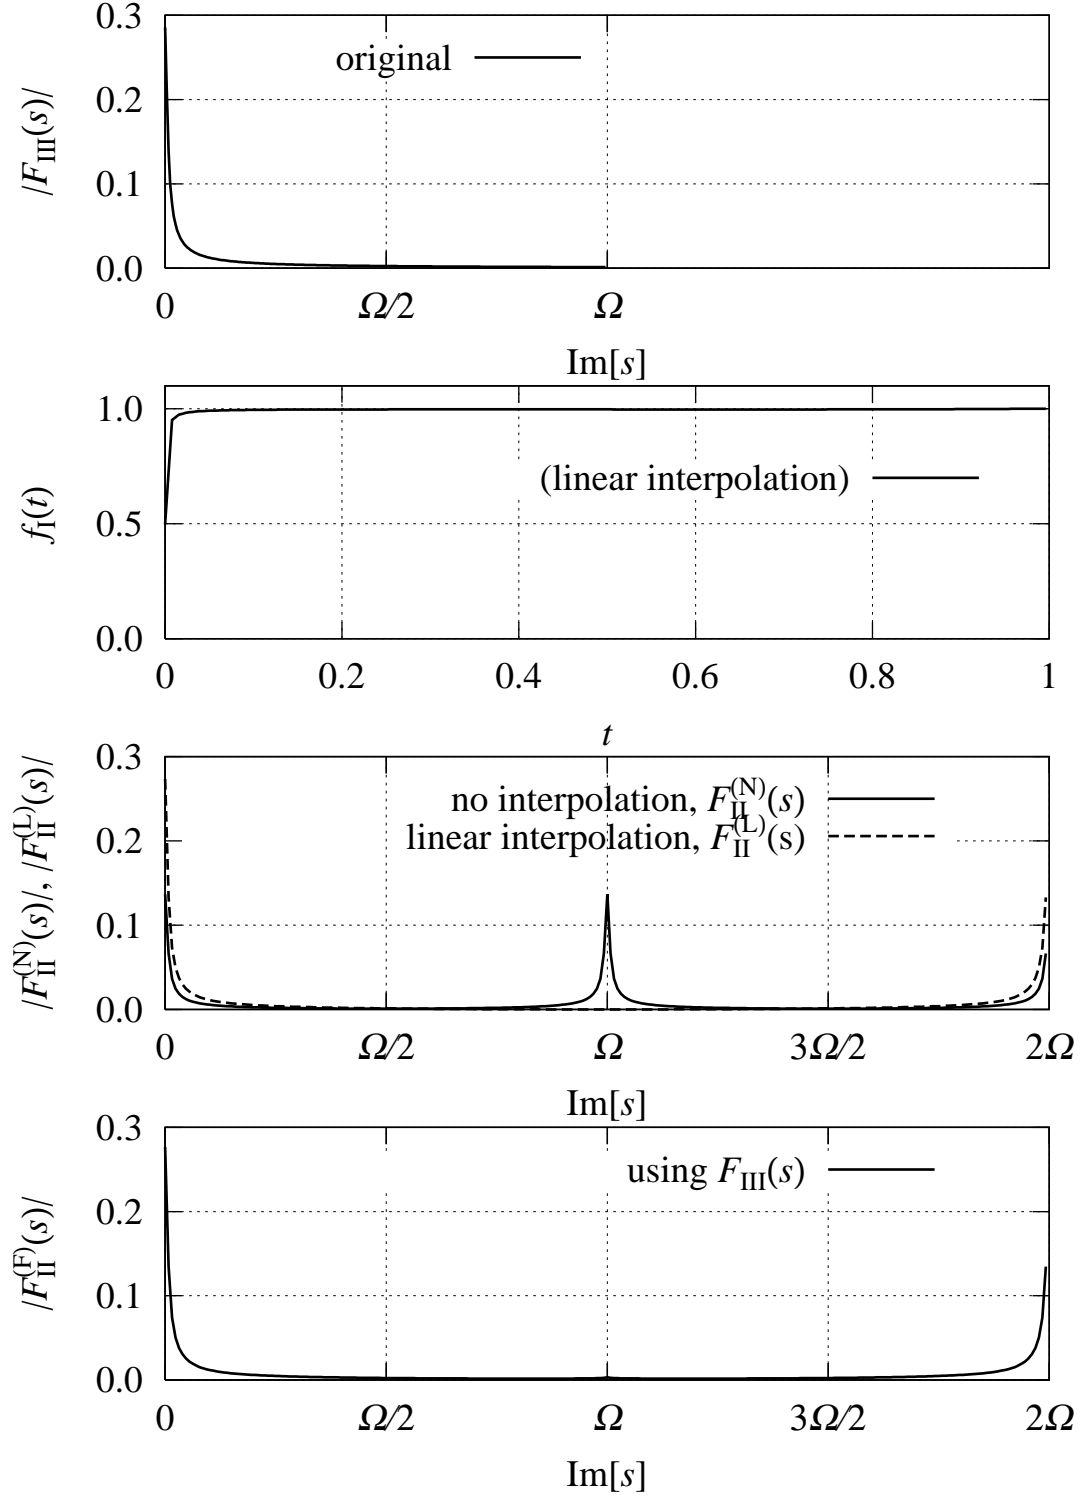 0.3
original
0.2
0.1
0.0
|F_III(s)|
0 Ω/2 Ω
Im[s]
1.0
(linear interpolation)
0.5
0.0
f_I(t)
0 0.2 0.4 0.6 0.8 1
t
0.3
no interpolation, F_II^(N)(s)
linear interpolation, F_II^(L)(s)
0.2
0.1
0.0
|F_II^(N)(s)|, |F_II^(L)(s)|
0 Ω/2 Ω 3Ω/2 2Ω
Im[s]
0.3
using F_III(s)
0.2
0.1
0.0
|F_II^(F)(s)|
0 Ω/2 Ω 3Ω/2 2Ω
Im[s]